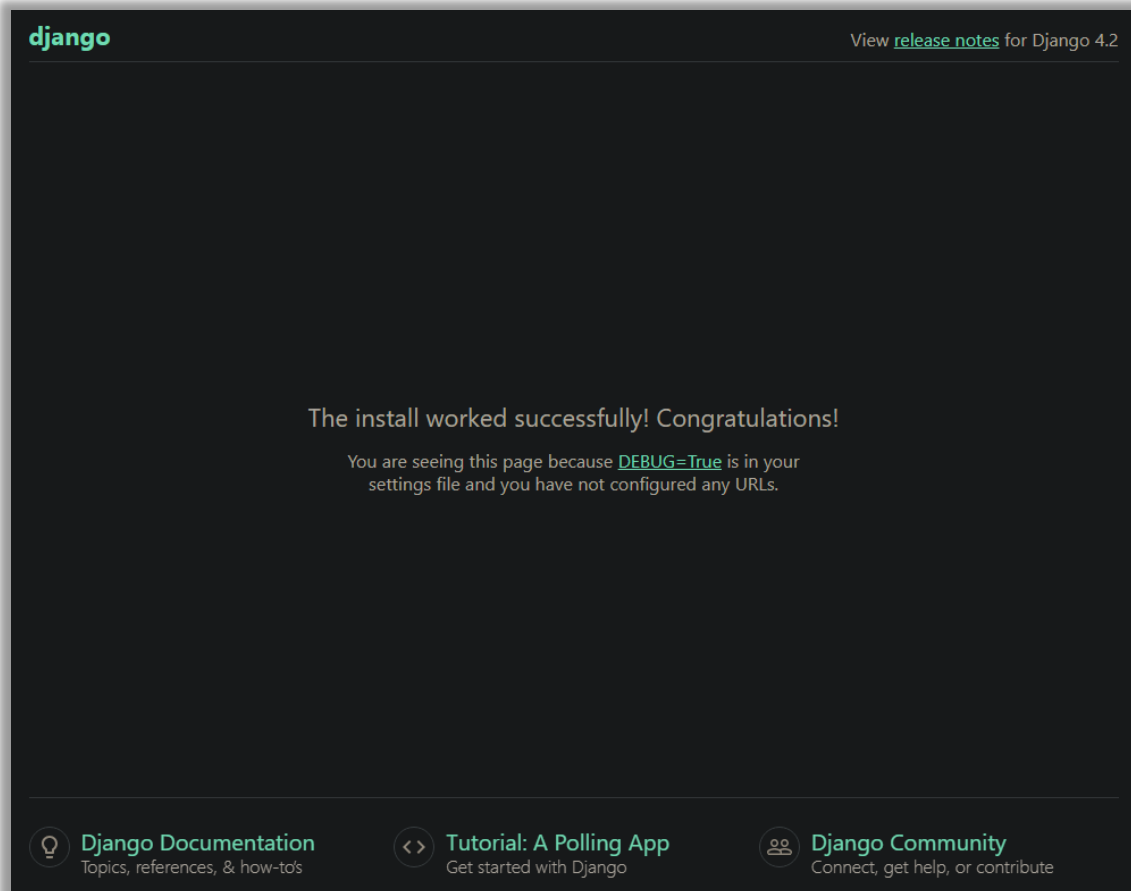 django
View release notes for Django 4.2
The install worked successfully! Congratulations!
You are seeing this page because DEBUG=True is in your
settings file and you have not configured any URLs.
Django Documentation
Topics, references, & how-to's
Tutorial: A Polling App
Get started with Django
Django Community
Connect, get help, or contribute